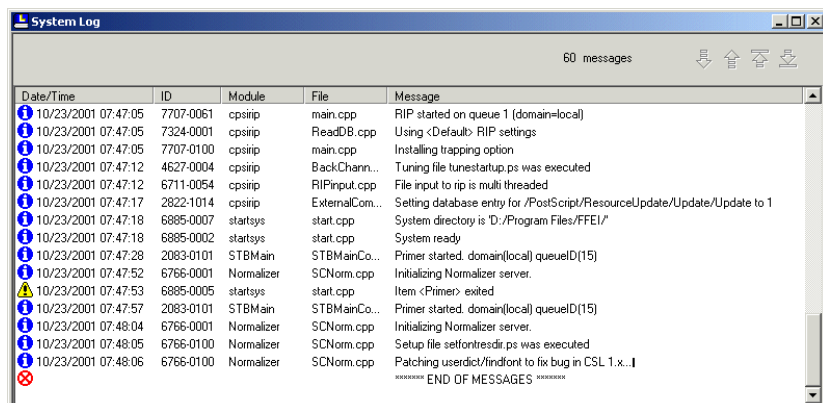 System Log
60 messages
Date/Time ID Module File Message
10/23/2001 07:47:05 7707-0061 cpsirip main.cpp RIP started on queue 1 (domain=local)
10/23/2001 07:47:05 7324-0001 cpsirip ReadDB.cpp Using <Default> RIP settings
10/23/2001 07:47:05 7707-0100 cpsirip main.cpp Installing trapping option
10/23/2001 07:47:12 4627-0004 cpsirip BackChann... Tuning file tunestartup.ps was executed
10/23/2001 07:47:12 6711-0054 cpsirip RIPinput.cpp File input to rip is multi threaded
10/23/2001 07:47:17 2822-1014 cpsirip ExternalCom... Setting database entry for /PostScript/ResourceUpdate/Update/Update to 1
10/23/2001 07:47:18 6885-0007 startsys start.cpp System directory is 'D:/Program Files/FFEI/'
10/23/2001 07:47:18 6885-0002 startsys start.cpp System ready
10/23/2001 07:47:28 2083-0101 STBMain STBMainCo... Primer started. domain(local) queueID(15)
10/23/2001 07:47:52 6766-0001 Normalizer SCNorm.cpp Initializing Normalizer server.
10/23/2001 07:47:53 6885-0005 startsys start.cpp Item <Primer> exited
10/23/2001 07:47:57 2083-0101 STBMain STBMainCo... Primer started. domain(local) queueID(15)
10/23/2001 07:48:04 6766-0001 Normalizer SCNorm.cpp Initializing Normalizer server.
10/23/2001 07:48:05 6766-0100 Normalizer SCNorm.cpp Setup file setfontresdir.ps was executed
10/23/2001 07:48:06 6766-0100 Normalizer SCNorm.cpp Patching userdict/findfont to fix bug in CSL 1.x...
******* END OF MESSAGES *******